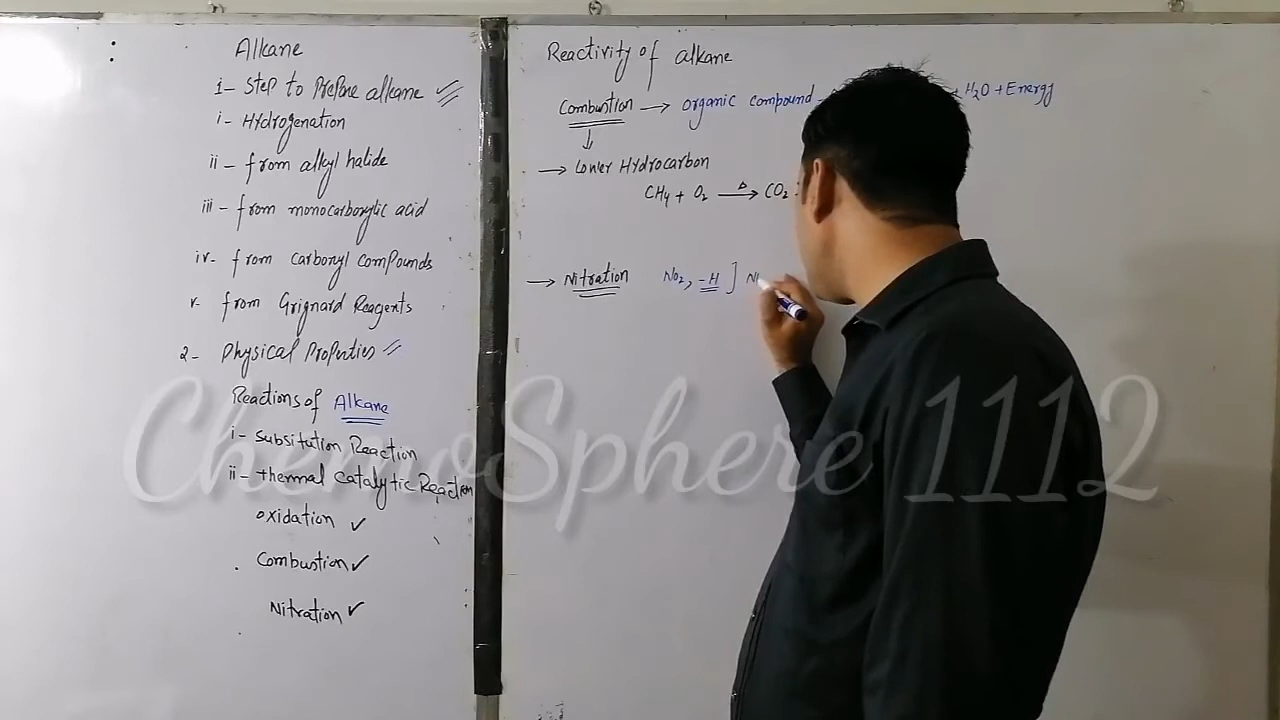 Alkane
1- Step to Prepare alkane
i- Hydrogenation
ii- from alkyl halide
iii- from monocarboxylic acid
iv- from carbonyl compounds
v- from Grignard Reagents
2- Physical Properties
Reactions of Alkane
i- Subsitution Reaction
ii- thermal Catalytic Reaction
oxidation ✓
Combustion ✓
Nitration ✓
Reactivity of alkane
Combustion → organic compound + H2O + Energy
→ Lower Hydrocarbon
CH4 + O2 →Δ CO2
→ Nitration NO2, -H ]
ChemoSphere 1112